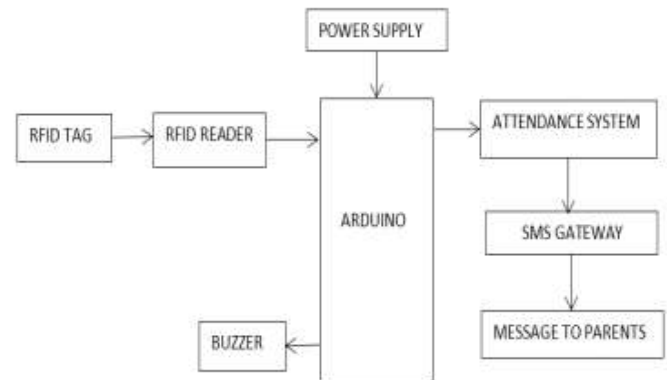 POWER SUPPLY
RFID TAG
RFID READER
ATTENDANCE SYSTEM
ARDUINO
SMS GATEWAY
BUZZER
MESSAGE TO PARENTS